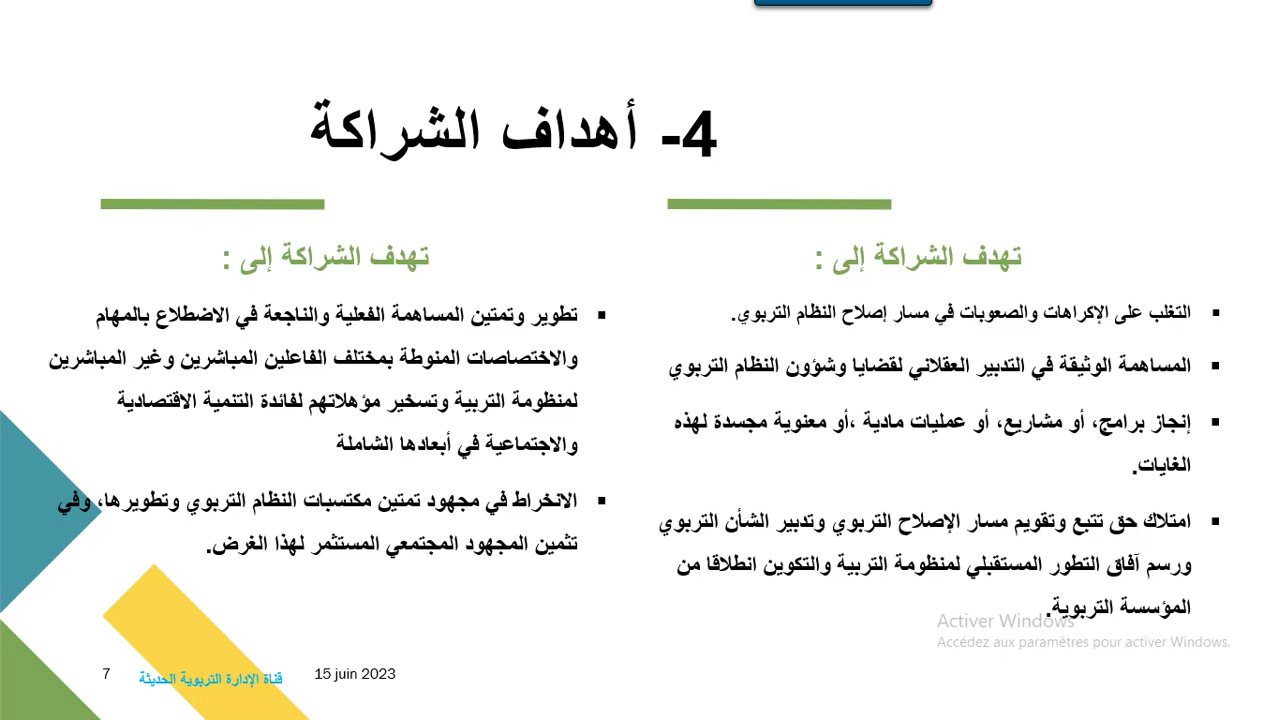 4- أهداف الشراكة
تهدف الشراكة إلى :
▪ التغلب على الإكراهات والصعوبات في مسار إصلاح النظام التربوي.
▪ المساهمة الوثيقة في التدبير العقلاني لقضايا وشؤون النظام التربوي
▪ إنجاز برامج، أو مشاريع، أو عمليات مادية ،أو معنوية مجسدة لهذه
الغايات.
▪ امتلاك حق تتبع وتقويم مسار الإصلاح التربوي وتدبير الشأن التربوي
ورسم آفاق التطور المستقبلي لمنظومة التربية والتكوين انطلاقا من
المؤسسة التربوية.
تهدف الشراكة إلى :
▪ تطوير وتمتين المساهمة الفعلية والناجعة في الاضطلاع بالمهام
والاختصاصات المنوطة بمختلف الفاعلين المباشرين وغير المباشرين
لمنظومة التربية وتسخير مؤهلاتهم لفائدة التنمية الاقتصادية
والاجتماعية في أبعادها الشاملة
▪ الانخراط في مجهود تمتين مكتسبات النظام التربوي وتطويرها، وفي
تثمين المجهود المجتمعي المستثمر لهذا الغرض.
Activer Windows
Accédez aux paramètres pour activer Windows.
15 juin 2023
قناة الإدارة التربوية الحديثة
7